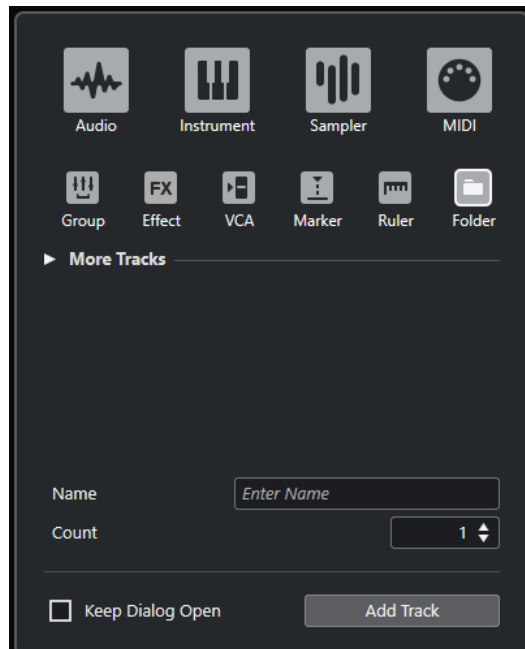 Audio Instrument Sampler MIDI
FX
Group Effect VCA Marker Ruler Folder
More Tracks
Name Enter Name
Count 1
Keep Dialog Open Add Track